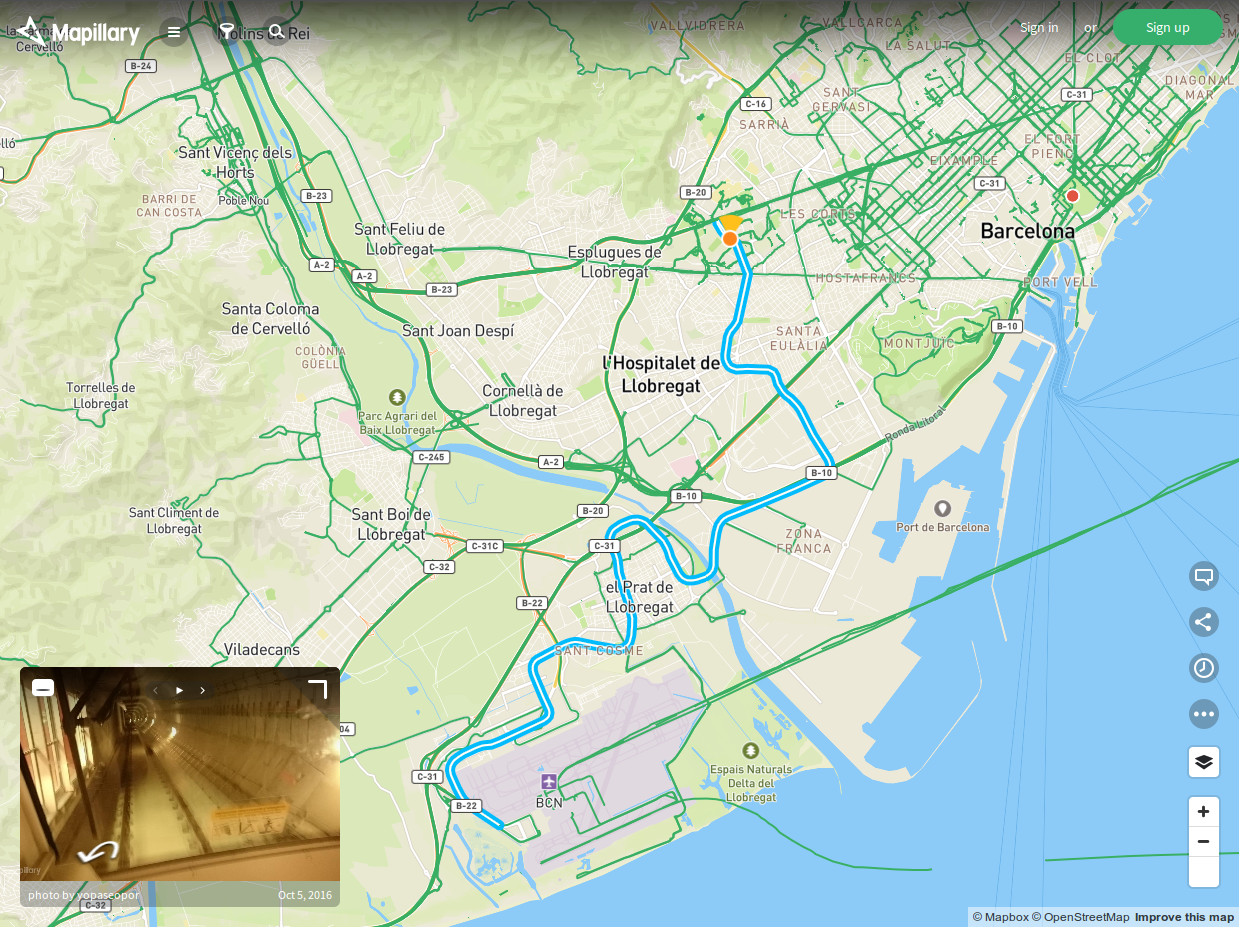 Mapillary
Molins de Rei
Sign in
or
Sign up
Cervelló
VALLVIDRERA
VALLCARCA
LA SALUT
EL CLOT
B-24
DIAGONAL
MAR
C-31
C-16
SANT
GERVASI
SARRIÀ
EL FORT
PIENC
Sant Vicenç dels
Horts
EIXAMPLE
BARRI DE
CAN COSTA
Poble Nou
B-23
B-20
C-31
LES CORTS
Barcelona
Sant Feliu de
Llobregat
Esplugues de
Llobregat
A-2
A-2
B-23
HOSTAFRANCS
PORT VELL
Santa Coloma
de Cervelló
Sant Joan Despí
SANTA
EULÀLIA
MONTJUÏC
B-10
COLÒNIA
GÜELL
l'Hospitalet de
Llobregat
Torrelles de
Llobregat
Cornellà de
Llobregat
Parc Agrari del
Baix Llobregat
Ronda Litoral
C-245
A-2
B-10
B-10
Sant Climent de
Llobregat
Sant Boi de
Llobregat
B-20
Port de Barcelona
ZONA
FRANCA
C-31C
C-31
C-32
el Prat de
Llobregat
B-22
Viladecans
SANT COSME
C-31
BCN
B-22
Espais Naturals
Delta del
Llobregat
photo by yopaseopor
Oct 5, 2016
C-32
© Mapbox © OpenStreetMap Improve this map